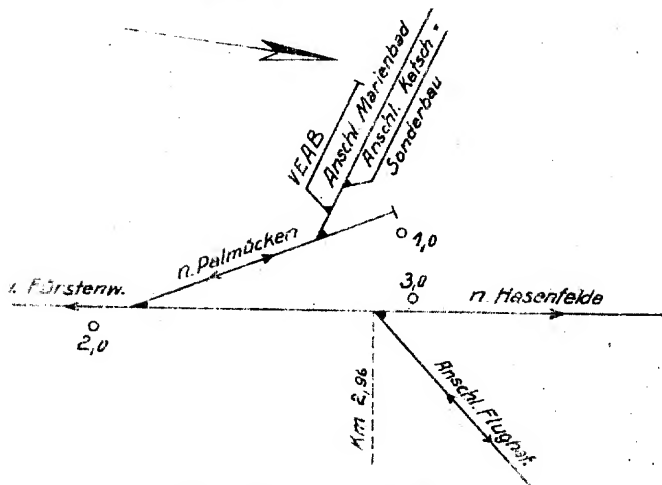 VEAB
Anschl. Marienbad
Anschl. Ketsch-
Sonderbau
n. Palmücken
1,0
3,0
Fürstenw.
n. Hasenfelde
2,0
Km 2,96
Anschl. Flughaf.